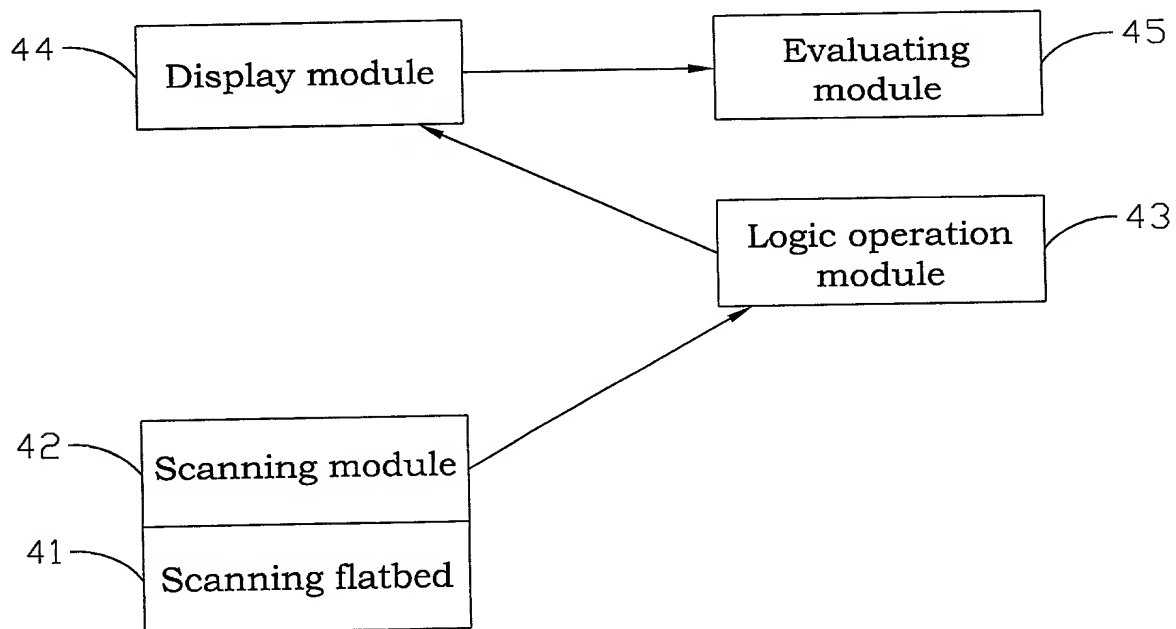 44
Display module
Evaluating
module
45
Logic operation
module
43
42
Scanning module
41
Scanning flatbed